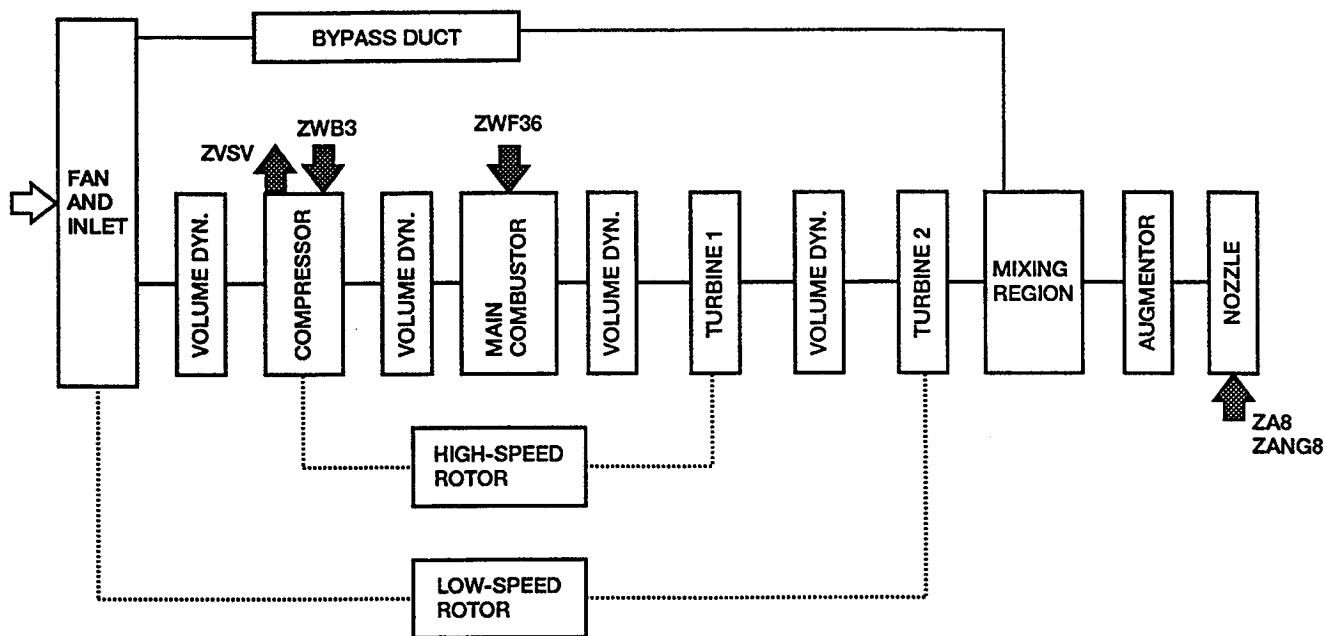 BYPASS DUCT
ZVSV
ZWB3
ZWF36
FAN
AND
INLET
VOLUME DYN.
COMPRESSOR
VOLUME DYN.
MAIN
COMBUSTOR
VOLUME DYN.
TURBINE 1
VOLUME DYN.
TURBINE 2
MIXING
REGION
AUGMENTOR
NOZZLE
ZA8
ZANG8
HIGH-SPEED
ROTOR
LOW-SPEED
ROTOR